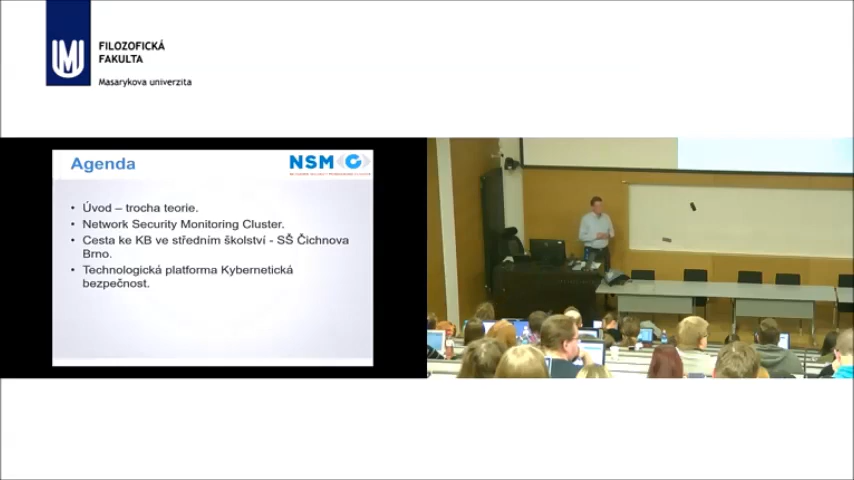 FILOZOFICKÁ
FAKULTA
Masarykova univerzita
Agenda
NSM
• Úvod – trocha teorie.
• Network Security Monitoring Cluster.
• Cesta ke KB ve středním školství - SŠ Čichnova
Brno.
• Technologická platforma Kybernetická
bezpečnost.